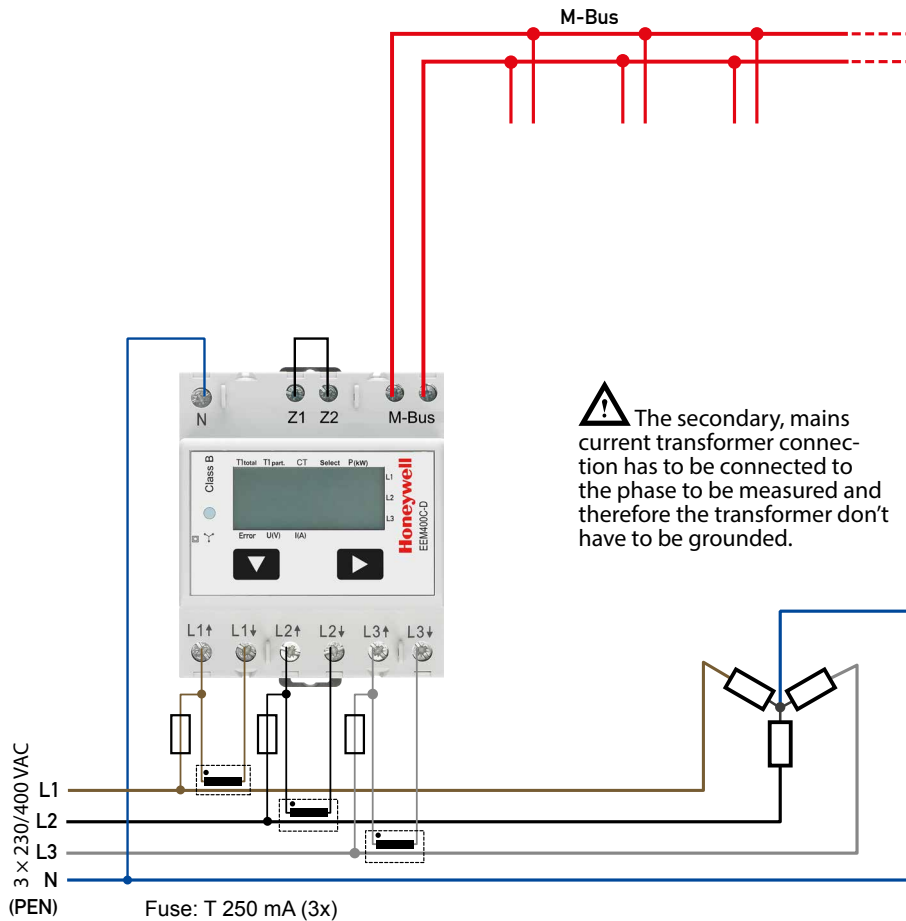 M-Bus
N
Z1 Z2
M-Bus
Class B
TItotal TIpart. CT Select P(kW)
L1
L2
L3
Error U(V) I(A)
Honeywell
EEM400C-D
The secondary, mains
current transformer connec-
tion has to be connected to
the phase to be measured and
therefore the transformer don't
have to be grounded.
L1↑ L1↓ L2↑ L2↓ L3↑ L3↓
3 × 230/400 VAC
L1
L2
L3
N
(PEN)
Fuse: T 250 mA (3x)